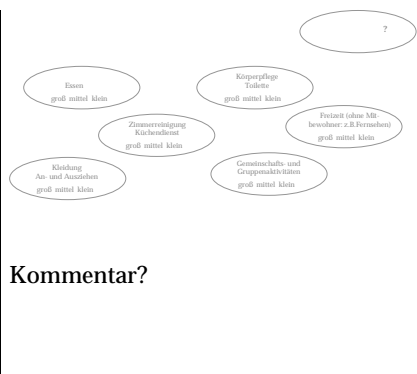 ?
Essen
groß mittel klein
Körperpflege
Toilette
groß mittel klein
Zimmerreinigung
Küchendienst
groß mittel klein
Freizeit (ohne Mit-
bewohner: z.B.Fernsehen)
groß mittel klein
Kleidung
An- und Ausziehen
groß mittel klein
Gemeinschafts- und
Gruppenaktivitäten
groß mittel klein
Kommentar?